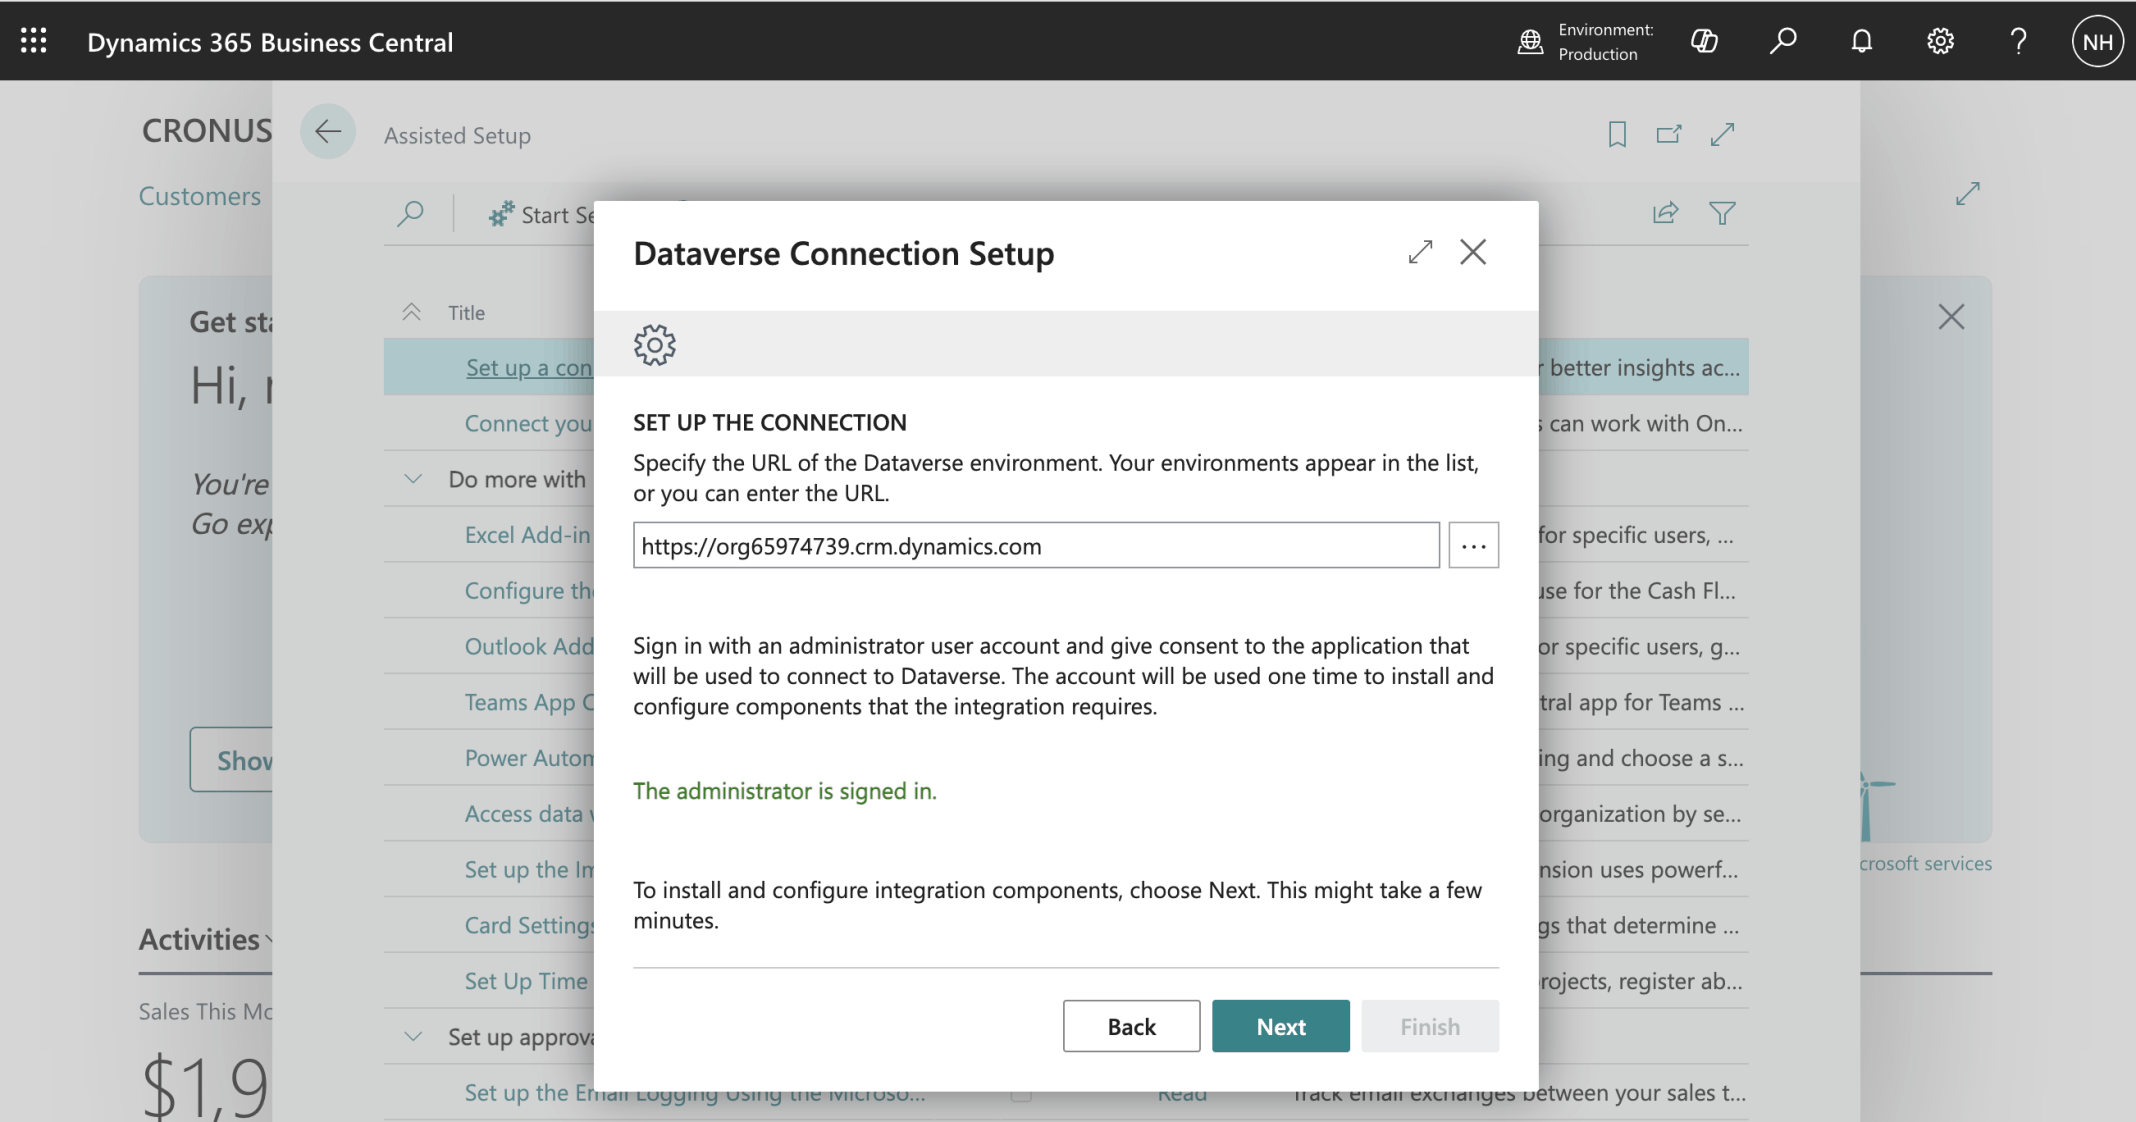 Dynamics 365 Business Central
Environment:
Production
NH
CRONUS
Assisted Setup
Customers
Start Se
Title
Get sta
Hi,
You're
Go exp
Show
Activities
Sales This Mo
$1,9
Set up a con
Connect you
Do more with
Excel Add-in
Configure the
Outlook Add
Teams App C
Power Autom
Access data
Set up the Im
Card Settings
Set Up Time
Set up approva
Set up the Email Logging Using the Microso...
Read
Track email exchanges between your sales t...
Dataverse Connection Setup
SET UP THE CONNECTION
Specify the URL of the Dataverse environment. Your environments appear in the list,
or you can enter the URL.
https://org65974739.crm.dynamics.com
...
Sign in with an administrator user account and give consent to the application that
will be used to connect to Dataverse. The account will be used one time to install and
configure components that the integration requires.
The administrator is signed in.
To install and configure integration components, choose Next. This might take a few
minutes.
Back
Next
Finish
r better insights ac...
s can work with On...
for specific users, ...
use for the Cash Fl...
or specific users, g...
tral app for Teams ...
ing and choose a s...
organization by se...
nsion uses powerf...
gs that determine ...
rojects, register ab...
crosoft services